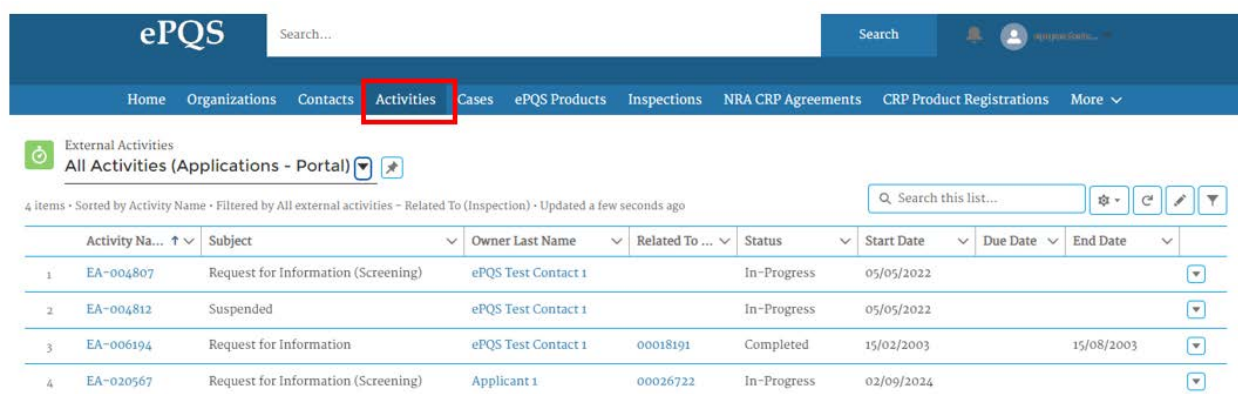 ePQS Search... Search
Home Organizations Contacts Activities Cases ePQS Products Inspections NRA CRP Agreements CRP Product Registrations More
External Activities
All Activities (Applications - Portal)
4 items • Sorted by Activity Name • Filtered by All external activities - Related To (Inspection) • Updated a few seconds ago Search this list...
Activity Na... ↑ Subject Owner Last Name Related To ... Status Start Date Due Date End Date
1 EA-004807 Request for Information (Screening) ePQS Test Contact 1 In-Progress 05/05/2022
2 EA-004812 Suspended ePQS Test Contact 1 In-Progress 05/05/2022
3 EA-006194 Request for Information ePQS Test Contact 1 00018191 Completed 15/02/2003 15/08/2003
4 EA-020567 Request for Information (Screening) Applicant 1 00026722 In-Progress 02/09/2024